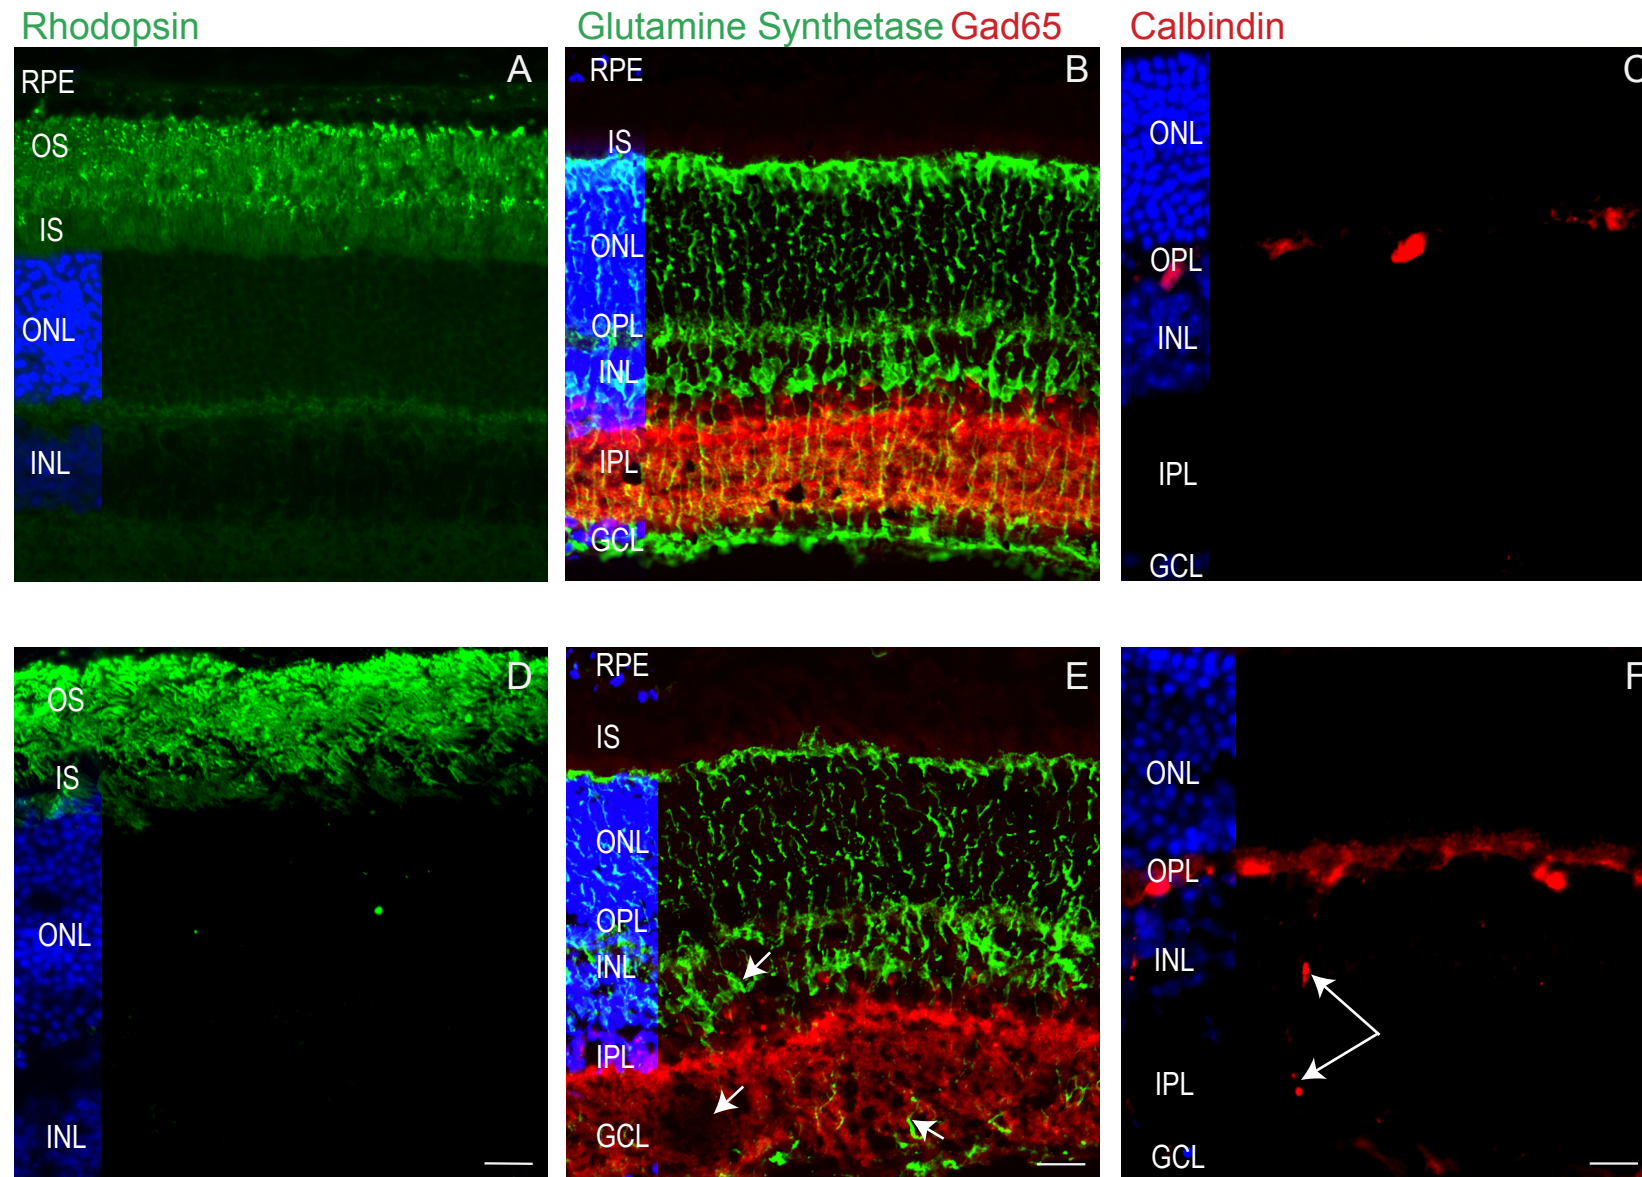 Rhodopsin
Glutamine Synthetase Gad65
Calbindin
A
RPE
OS
IS
ONL
INL
B
RPE
IS
ONL
OPL
INL
IPL
GCL
C
ONL
OPL
INL
IPL
GCL
D
OS
IS
ONL
INL
E
RPE
IS
ONL
OPL
INL
IPL
GCL
F
ONL
OPL
INL
IPL
GCL